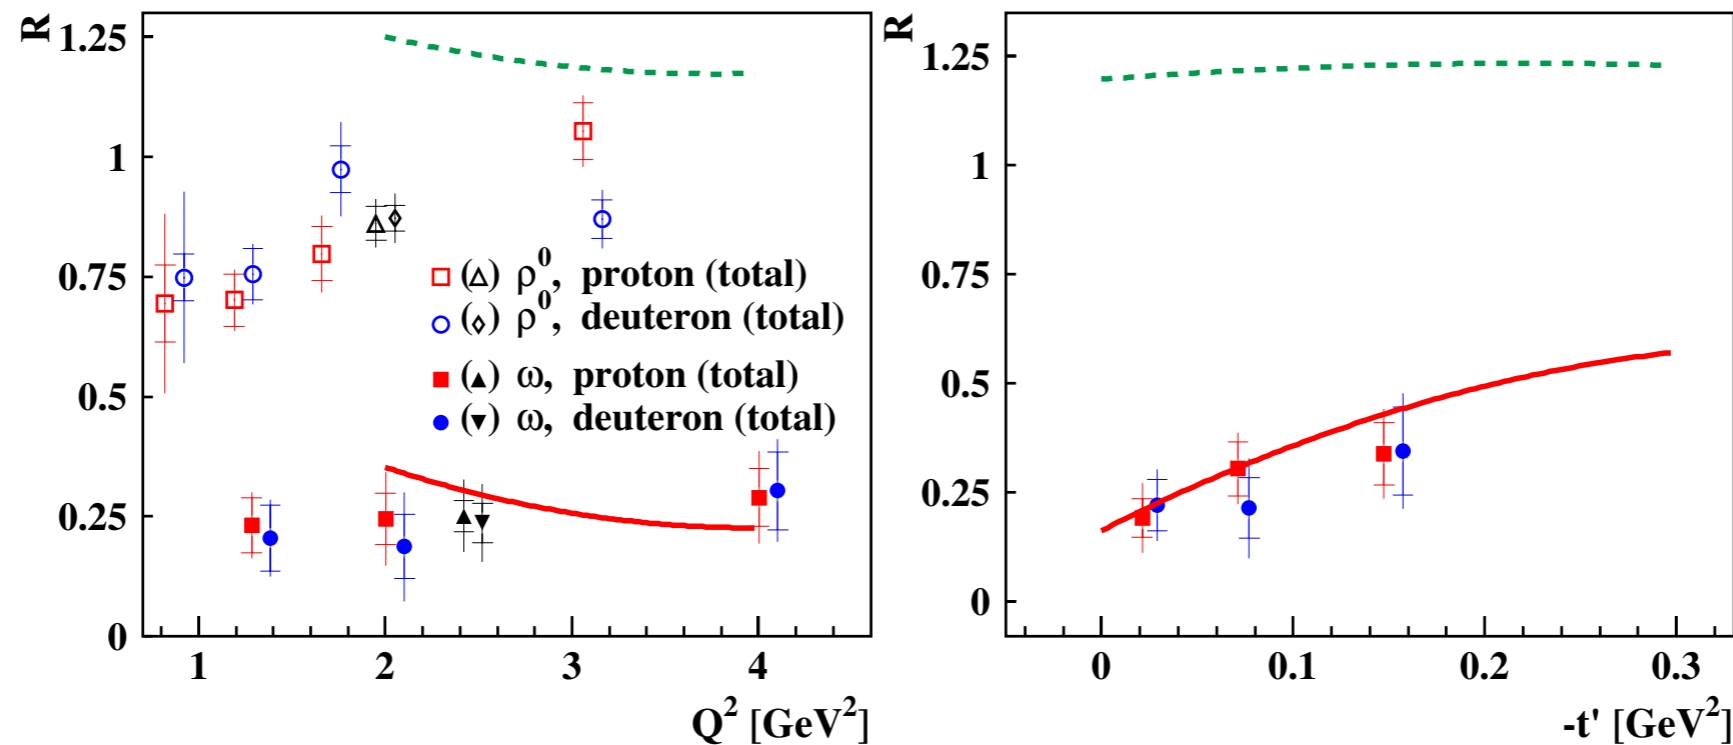 R
1.25
1
0.75
0.5
0.25
0
(△) ρ⁰, proton (total)
(◊) ρ⁰, deuteron (total)
(▲) ω, proton (total)
(▼) ω, deuteron (total)
1 2 3 4
Q² [GeV²]
R
1.25
1
0.75
0.5
0.25
0
0 0.1 0.2 0.3
-t' [GeV²]